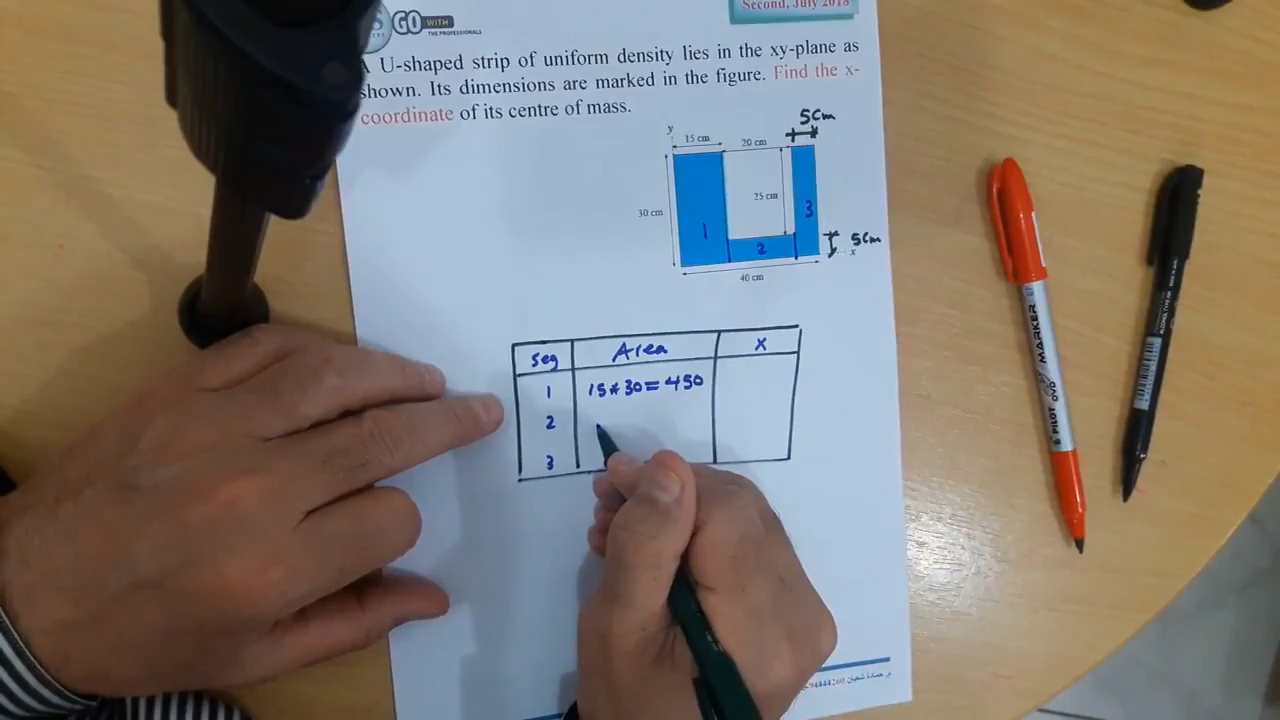 Second, July 2018
GO WITH
THE PROFESSIONALS
A U-shaped strip of uniform density lies in the xy-plane as
shown. Its dimensions are marked in the figure. Find the x-
coordinate of its centre of mass.
5cm
y
15 cm
20 cm
25 cm
30 cm
1
2
3
5cm
x
40 cm
Seg Area X
1 15*30=450
2
3
م. حمادة شعبان
PILOT
MARKER